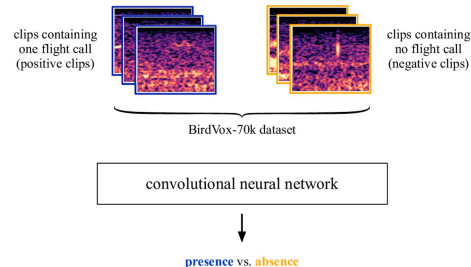 clips containing
one flight call
(positive clips)
clips containing
no flight call
(negative clips)
BirdVox-70k dataset
convolutional neural network
presence vs. absence